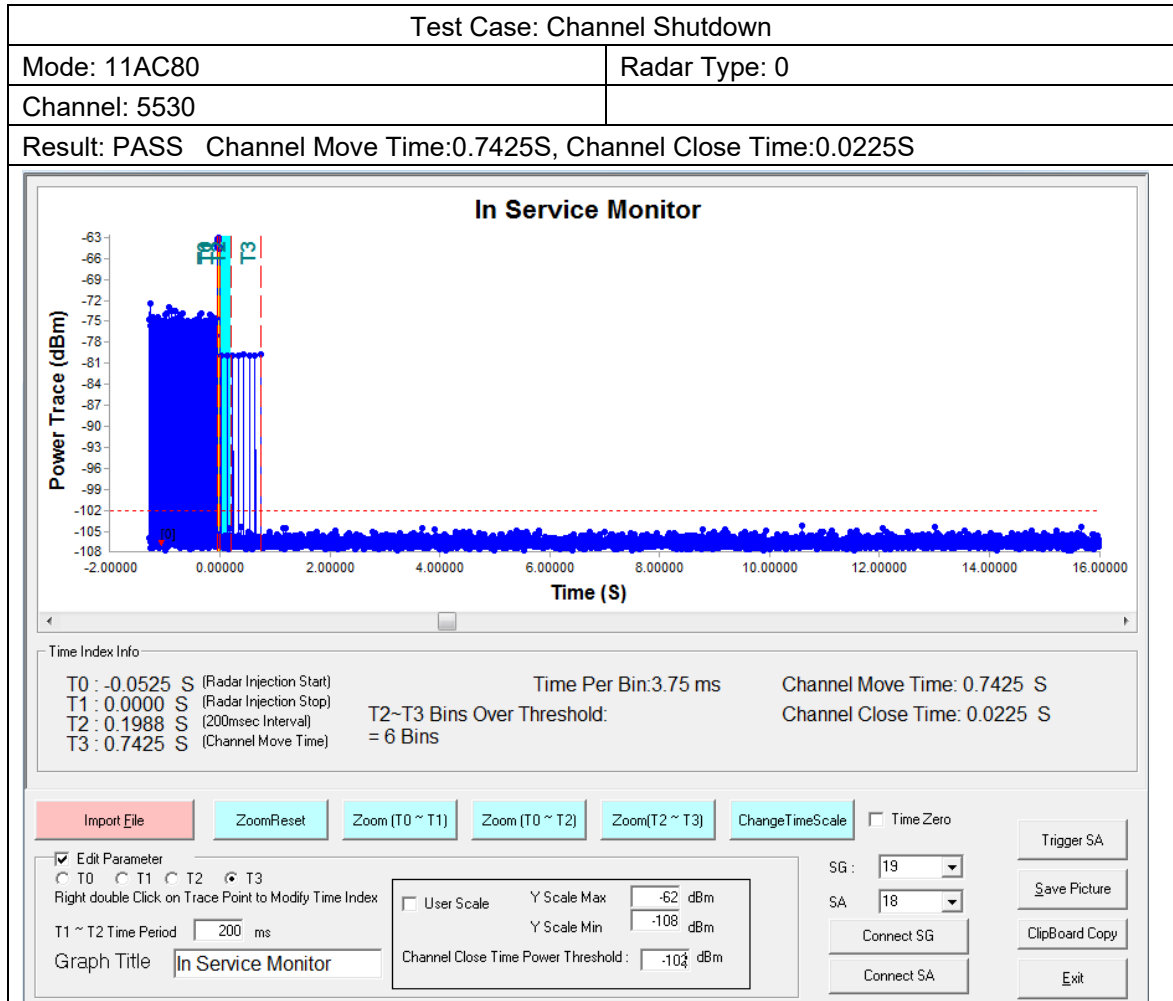 Test Case: Channel Shutdown
Mode: 11AC80 Radar Type: 0
Channel: 5530
Result: PASS Channel Move Time:0.7425S, Channel Close Time:0.0225S
In Service Monitor
T3
Power Trace (dBm)
-63
-66
-69
-72
-75
-78
-81
-84
-87
-90
-93
-96
-99
-102
-105
-108
[0]
-2.00000 0.00000 2.00000 4.00000 6.00000 8.00000 10.00000 12.00000 14.00000 16.00000
Time (S)
Time Index Info
T0 : -0.0525 S (Radar Injection Start)
T1 : 0.0000 S (Radar Injection Stop)
T2 : 0.1988 S (200msec Interval)
T3 : 0.7425 S (Channel Move Time)
Time Per Bin:3.75 ms
T2~T3 Bins Over Threshold:
= 6 Bins
Channel Move Time: 0.7425 S
Channel Close Time: 0.0225 S
Import File ZoomReset Zoom (T0 ~ T1) Zoom (T0 ~ T2) Zoom(T2 ~ T3) ChangeTimeScale Time Zero
Edit Parameter
T0 T1 T2 T3
Right double Click on Trace Point to Modify Time Index
T1 ~ T2 Time Period 200 ms
Graph Title In Service Monitor
User Scale
Y Scale Max -62 dBm
Y Scale Min -108 dBm
Channel Close Time Power Threshold : dBm
SG : 19
SA 18
Connect SG
Connect SA
Trigger SA
Save Picture
ClipBoard Copy
Exit